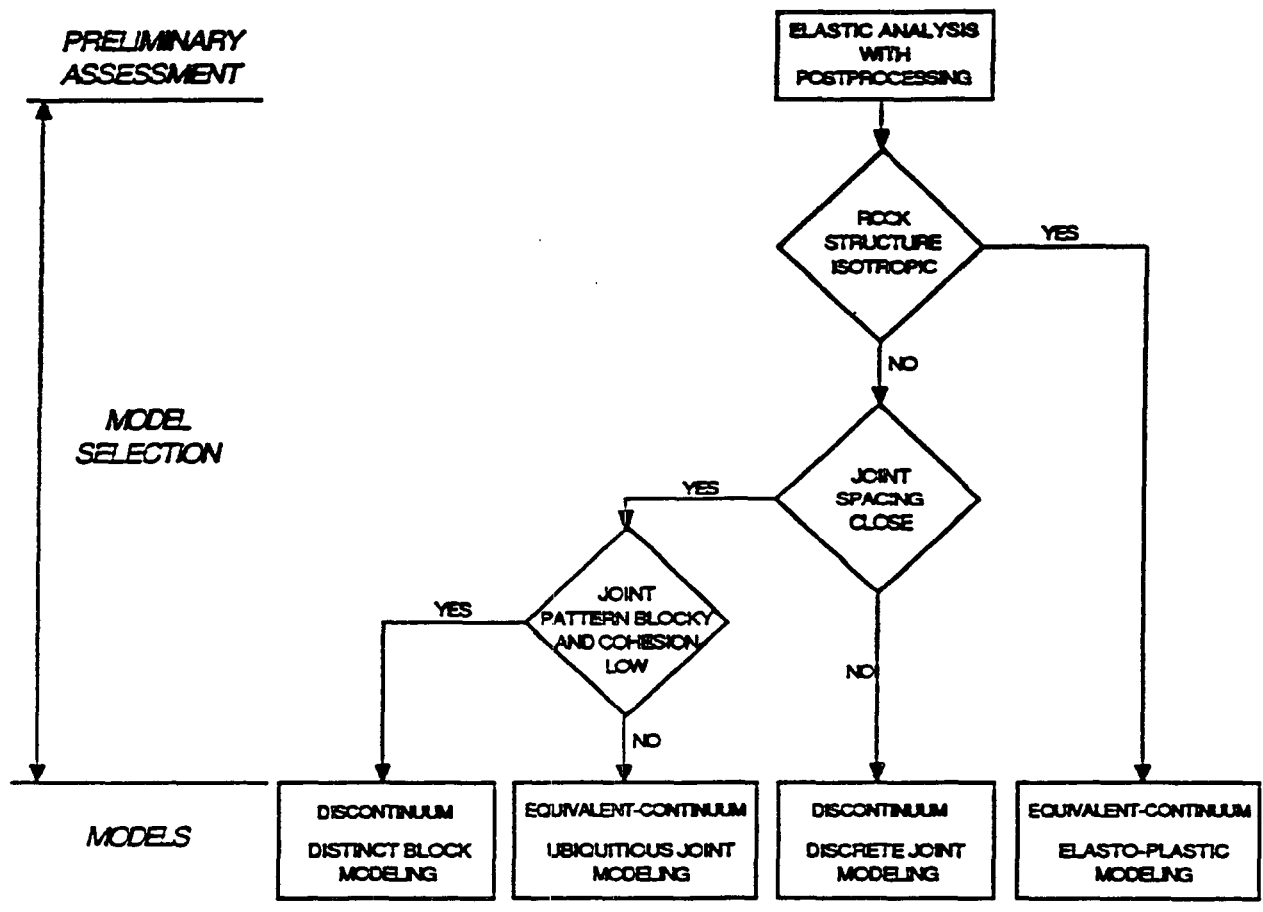 PRELIMINARY
ASSESSMENT
ELASTIC ANALYSIS
WITH
POSTPROCESSING
ROCK
STRUCTURE
ISOTROPIC
YES
NO
MODEL
SELECTION
JOINT
SPACING
CLOSE
YES
JOINT
PATTERN BLOCKY
AND COHESION
LOW
YES
NO
NO
MODELS
DISCONTINUUM
DISTINCT BLOCK
MODELING
EQUIVALENT-CONTINUUM
UBIQUITICUS JOINT
MODELING
DISCONTINUUM
DISCRETE JOINT
MODELING
EQUIVALENT-CONTINUUM
ELASTO-PLASTIC
MODELING